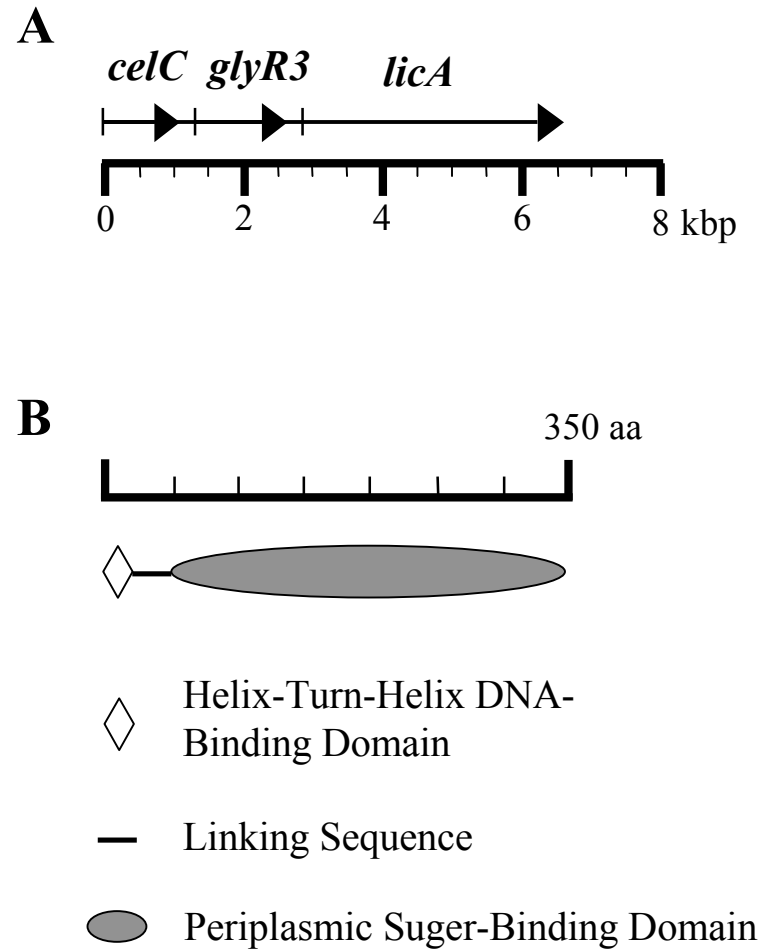 A
celC glyR3 licA
0 2 4 6 8 kbp
B
350 aa
Helix-Turn-Helix DNA-
Binding Domain
Linking Sequence
Periplasmic Suger-Binding Domain